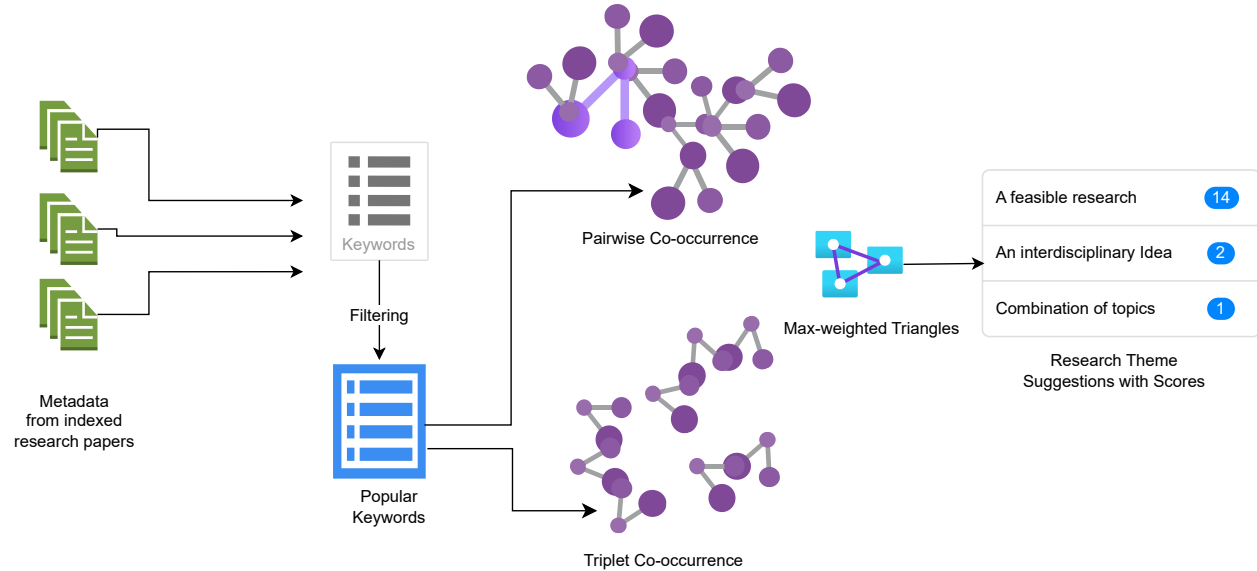 Metadata
from indexed
research papers
Keywords
Filtering
Popular
Keywords
Pairwise Co-occurrence
Triplet Co-occurrence
Max-weighted Triangles
A feasible research 14
An interdisciplinary Idea 2
Combination of topics 1
Research Theme
Suggestions with Scores